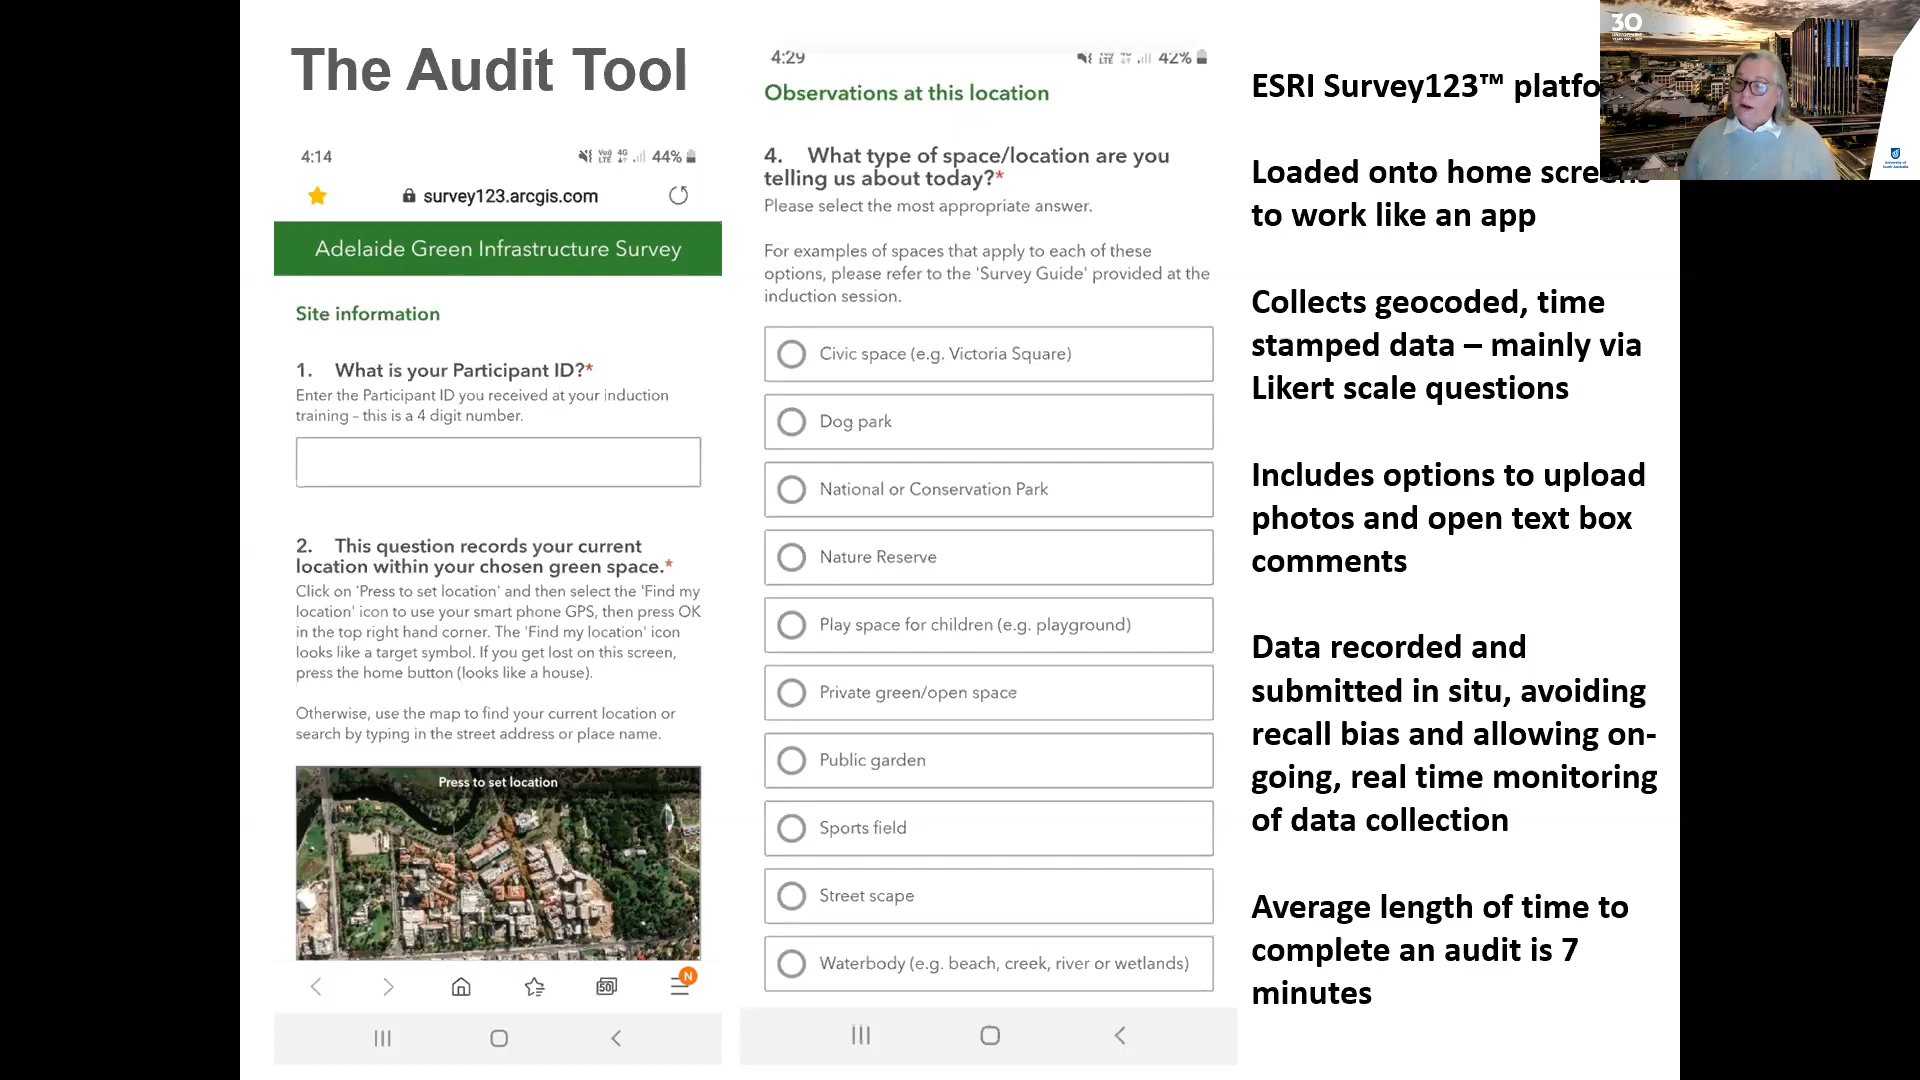 The Audit Tool
4:14
VoD LTE 4G 44%
survey123.arcgis.com
Adelaide Green Infrastructure Survey
Site information
1. What is your Participant ID?*
Enter the Participant ID you received at your induction
training – this is a 4 digit number.
2. This question records your current
location within your chosen green space.*
Click on 'Press to set location' and then select the 'Find my
location' icon to use your smart phone GPS, then press OK
in the top right hand corner. The 'Find my location' icon
looks like a target symbol. If you get lost on this screen,
press the home button (looks like a house).
Otherwise, use the map to find your current location or
search by typing in the street address or place name.
Press to set location
50
N
4:29
LTE 42%
Observations at this location
4. What type of space/location are you
telling us about today?*
Please select the most appropriate answer.
For examples of spaces that apply to each of these
options, please refer to the 'Survey Guide' provided at the
induction session.
Civic space (e.g. Victoria Square)
Dog park
National or Conservation Park
Nature Reserve
Play space for children (e.g. playground)
Private green/open space
Public garden
Sports field
Street scape
Waterbody (e.g. beach, creek, river or wetlands)
ESRI Survey123™ platfo
Loaded onto home screens
to work like an app
Collects geocoded, time
stamped data – mainly via
Likert scale questions
Includes options to upload
photos and open text box
comments
Data recorded and
submitted in situ, avoiding
recall bias and allowing on-
going, real time monitoring
of data collection
Average length of time to
complete an audit is 7
minutes
30
University of
South Australia